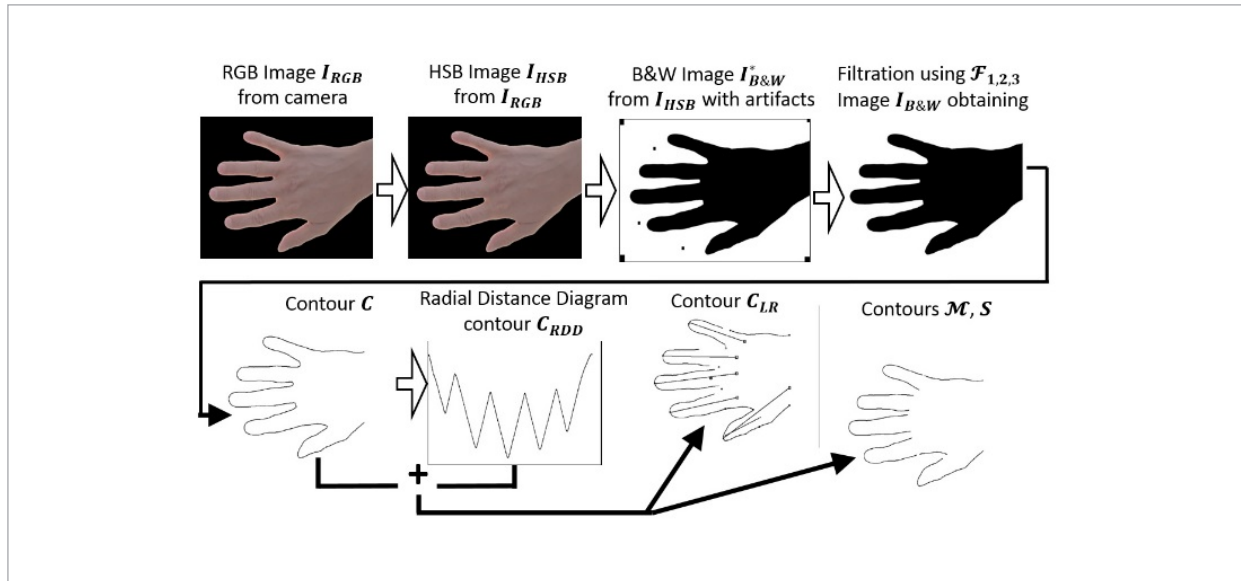 RGB Image I_RGB
from camera
HSB Image I_HSB
from I_RGB
B&W Image I*_B&W
from I_HSB with artifacts
Filtration using ℱ_1,2,3
Image I_B&W obtaining
Contour C
Radial Distance Diagram
contour C_RDD
Contour C_LR
Contours ℳ, S
+